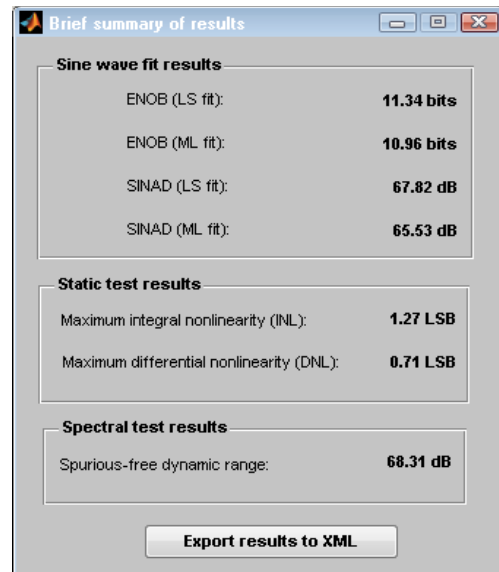 Brief summary of results
Sine wave fit results
ENOB (LS fit): 11.34 bits
ENOB (ML fit): 10.96 bits
SINAD (LS fit): 67.82 dB
SINAD (ML fit): 65.53 dB
Static test results
Maximum integral nonlinearity (INL): 1.27 LSB
Maximum differential nonlinearity (DNL): 0.71 LSB
Spectral test results
Spurious-free dynamic range: 68.31 dB
Export results to XML